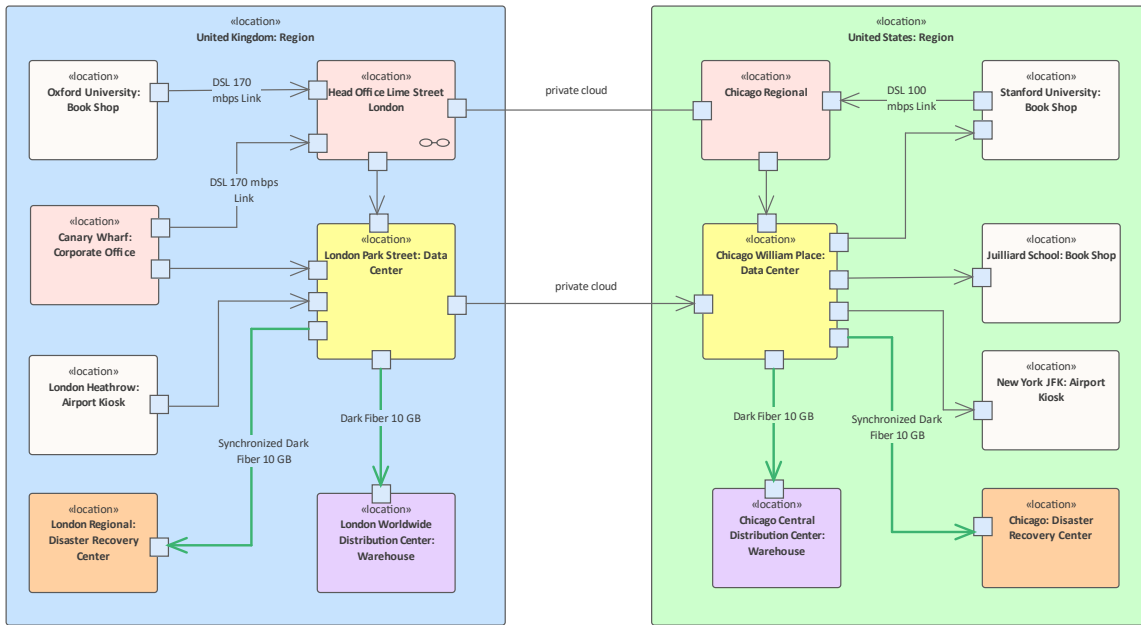 «location»
United Kingdom: Region
«location»
Oxford University:
Book Shop
DSL 170
mbps Link
«location»
Head Office Lime Street
London
DSL 170 mbps
Link
«location»
Canary Wharf:
Corporate Office
«location»
London Park Street: Data
Center
«location»
London Heathrow:
Airport Kiosk
Synchronized Dark
Fiber 10 GB
Dark Fiber 10 GB
«location»
London Regional:
Disaster Recovery
Center
«location»
London Worldwide
Distribution Center:
Warehouse
private cloud
private cloud
«location»
United States: Region
«location»
Chicago Regional
DSL 100
mbps Link
«location»
Stanford University:
Book Shop
«location»
Chicago William Place:
Data Center
«location»
Juilliard School: Book Shop
«location»
New York JFK: Airport
Kiosk
Dark Fiber 10 GB
Synchronized Dark
Fiber 10 GB
«location»
Chicago Central
Distribution Center:
Warehouse
«location»
Chicago: Disaster
Recovery Center